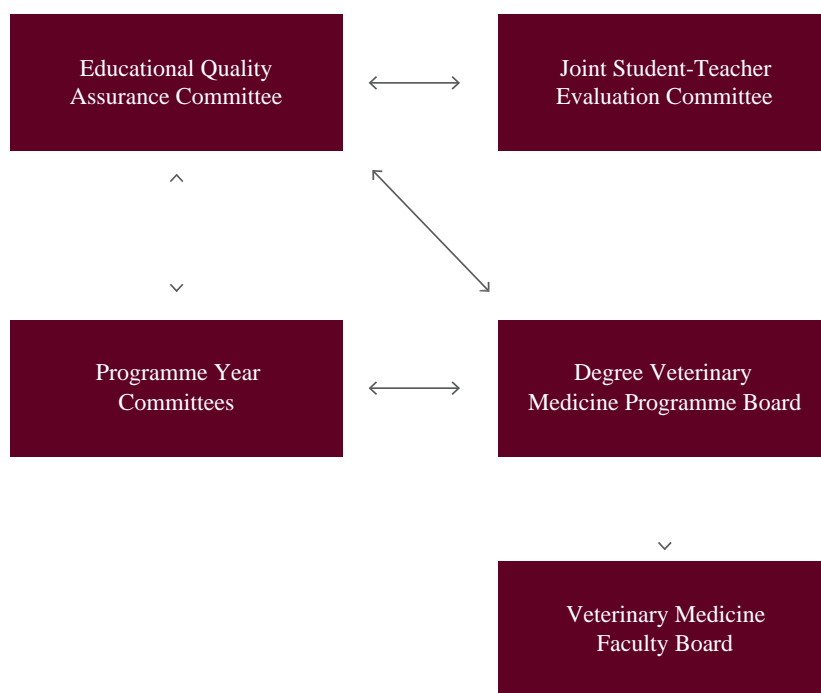 Educational Quality
Assurance Committee
Joint Student-Teacher
Evaluation Committee
Programme Year
Committees
Degree Veterinary
Medicine Programme Board
Veterinary Medicine
Faculty Board